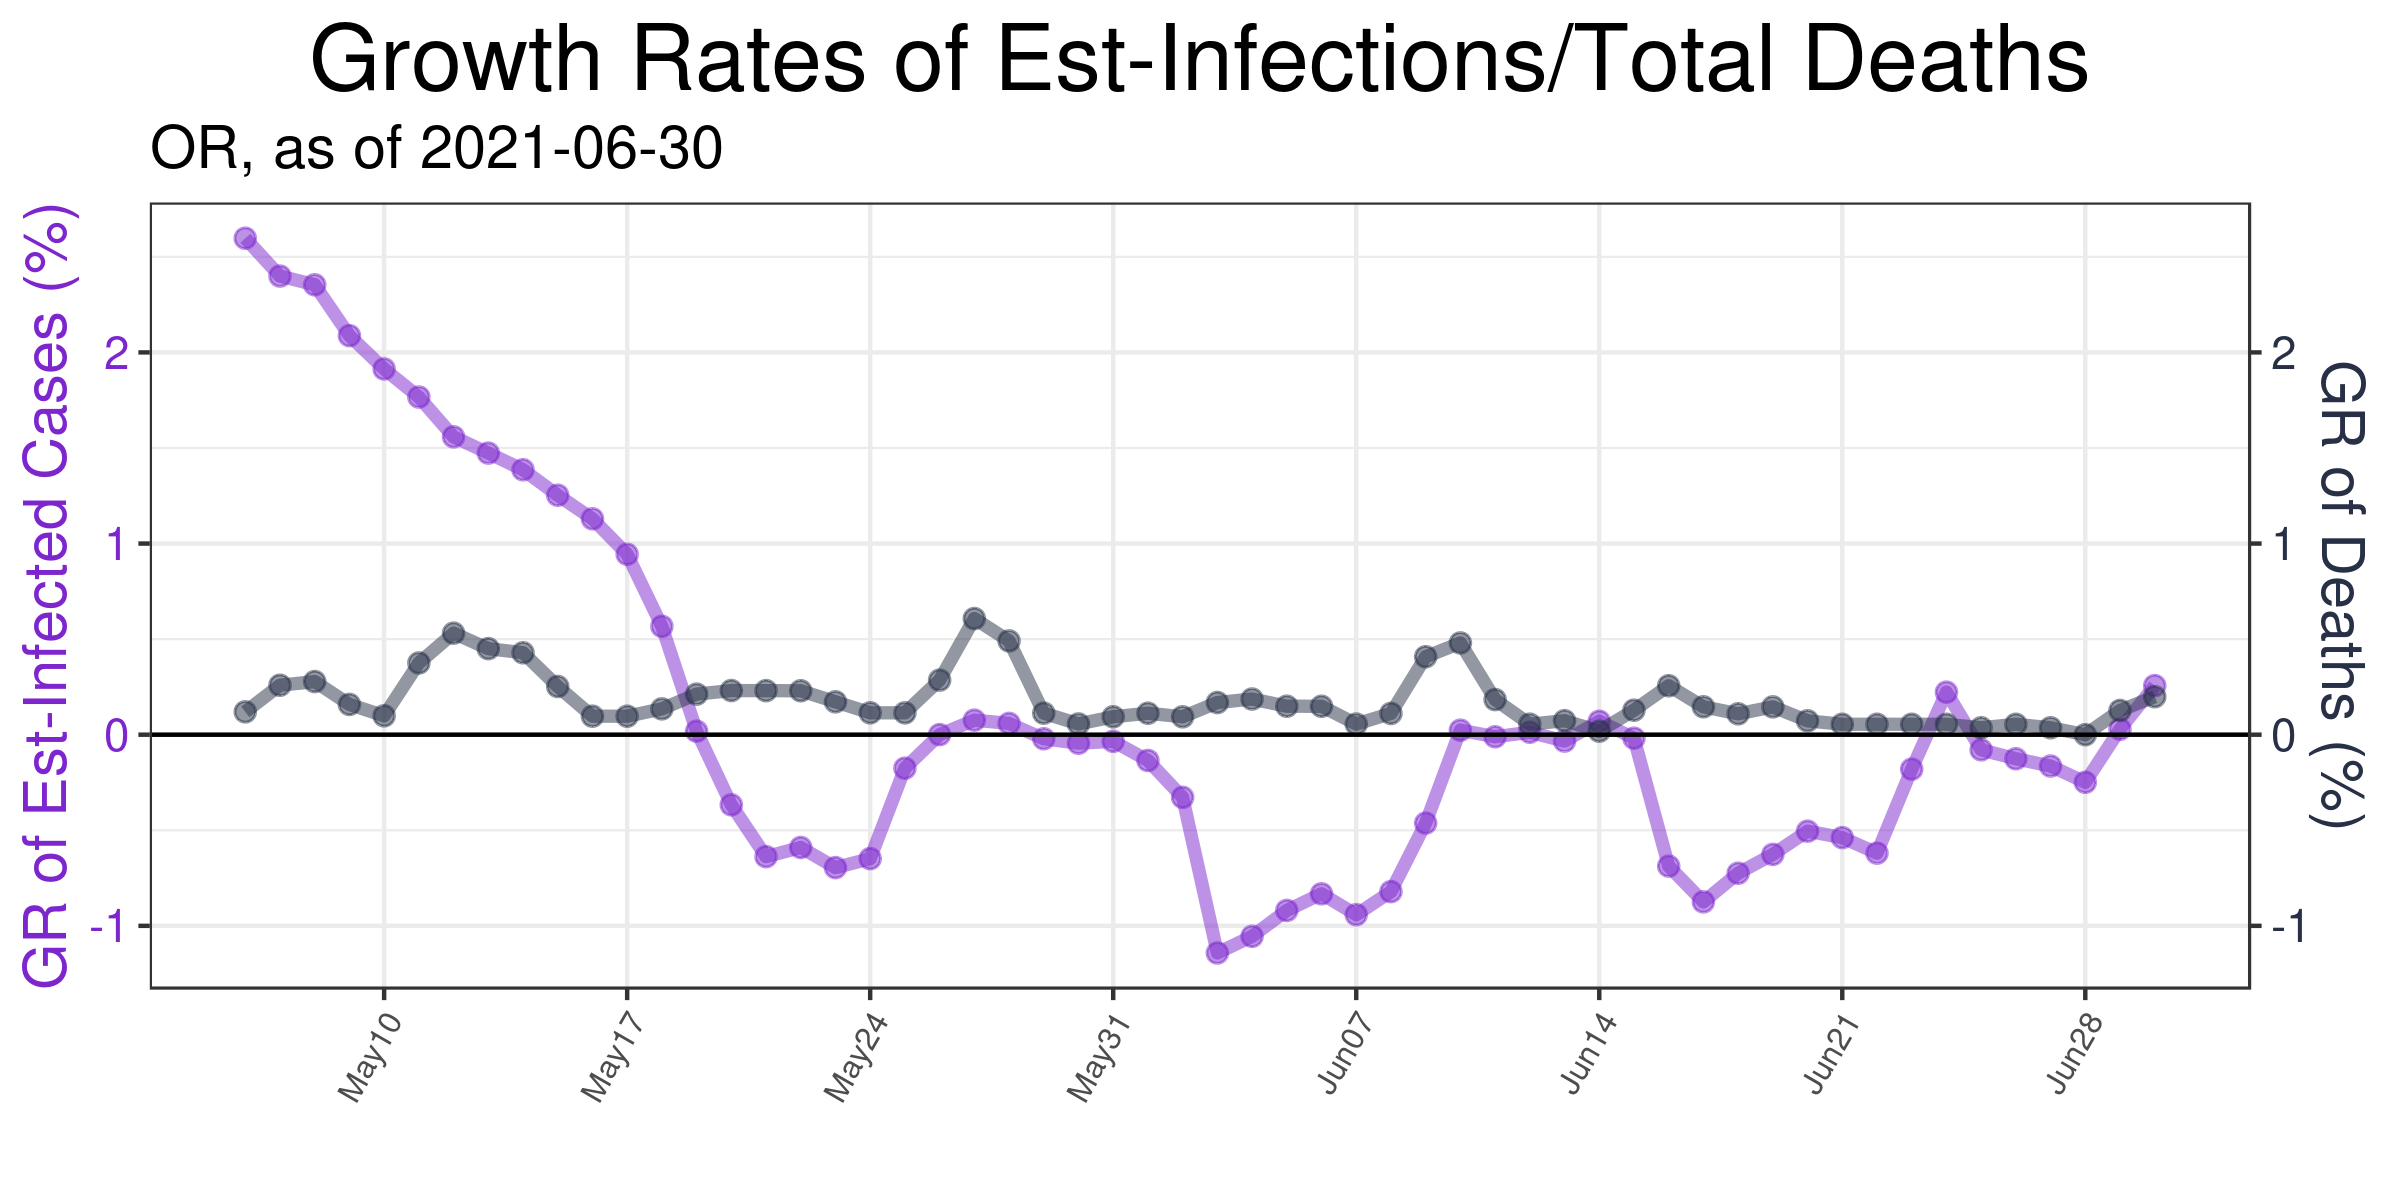 Growth Rates of Est-Infections/Total Deaths
OR, as of 2021-06-30
GR of Est-Infected Cases (%)
2
1
0
-1
2
1
0
-1
GR of Deaths (%)
May10
May17
May24
May31
Jun07
Jun14
Jun21
Jun28